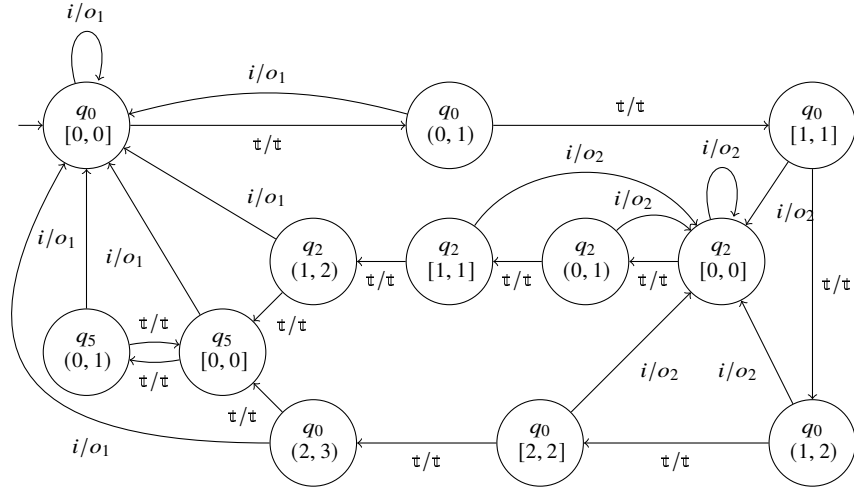 i/o₁
i/o₁
q₀
[0, 0]
q₀
(0, 1)
q₀
[1, 1]
𝕥/𝕥
𝕥/𝕥
i/o₂
i/o₂
i/o₁
i/o₂
i/o₂
i/o₁
i/o₁
q₂
(1, 2)
q₂
[1, 1]
q₂
(0, 1)
q₂
[0, 0]
𝕥/𝕥
𝕥/𝕥
𝕥/𝕥
𝕥/𝕥
𝕥/𝕥
𝕥/𝕥
q₅
(0, 1)
q₅
[0, 0]
𝕥/𝕥
i/o₂
i/o₂
𝕥/𝕥
q₀
(2, 3)
q₀
[2, 2]
q₀
(1, 2)
i/o₁
𝕥/𝕥
𝕥/𝕥